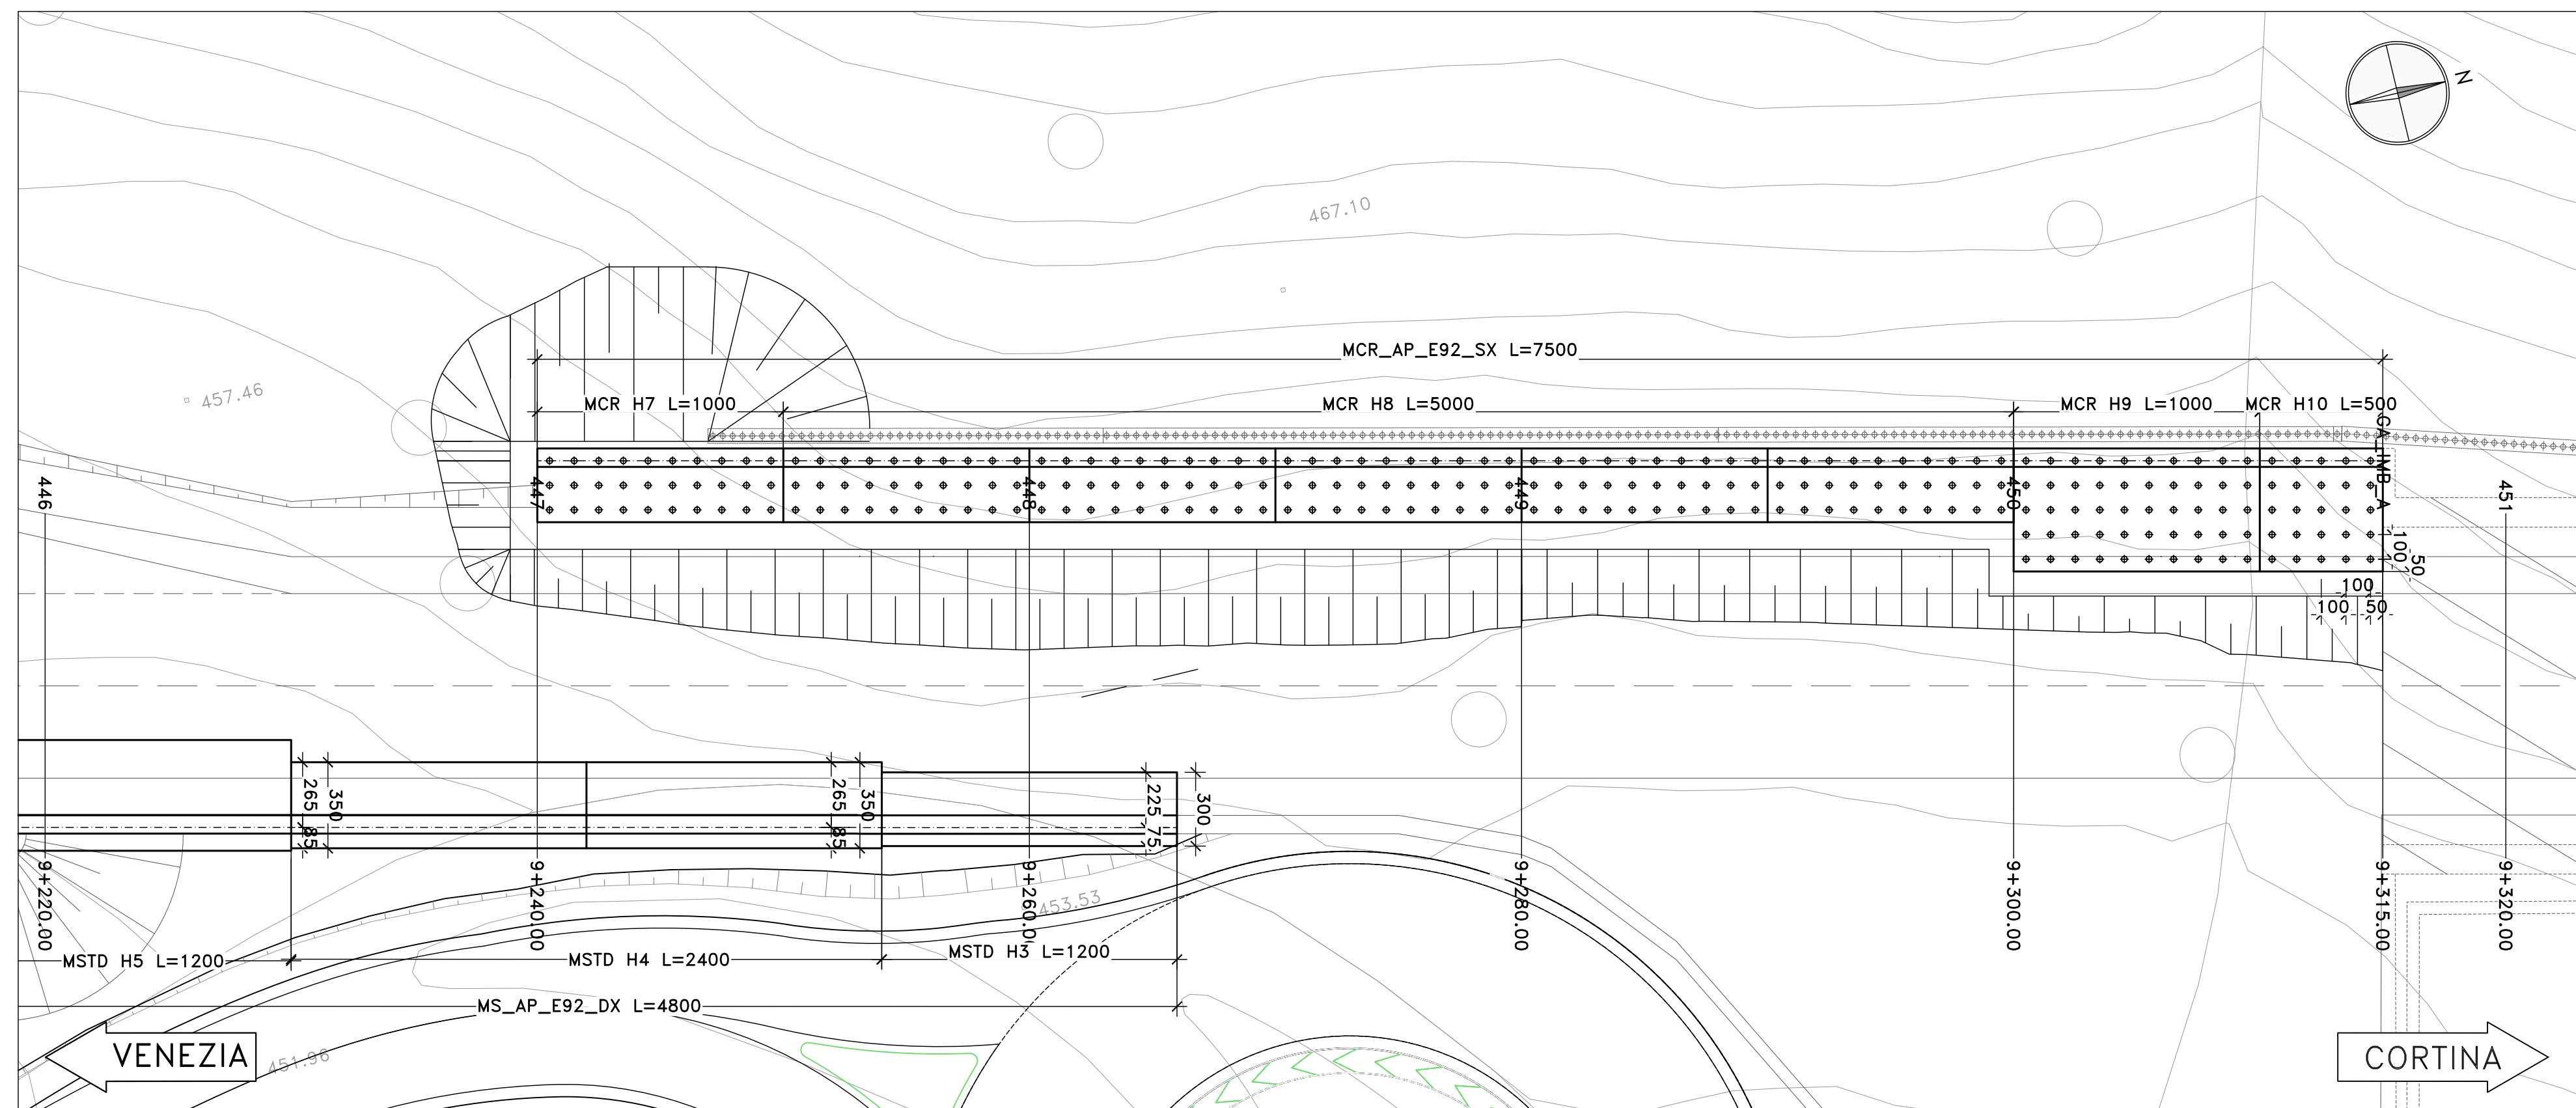 N
467.10
457.46
MCR_AP_E92_SX L=7500
MCR H7 L=1000
MCR H8 L=5000
MCR H9 L=1000
MCR H10 L=500
GA_IMB_A
446
447
448
449
450
451
100
50
100
100
50
265
350
85
265
350
85
225
300
75
9+220.00
9+240.00
9+260.0
9+280.00
9+300.00
9+315.00
9+320.00
453.53
MSTD H5 L=1200
MSTD H4 L=2400
MSTD H3 L=1200
MS_AP_E92_DX L=4800
VENEZIA
451.96
CORTINA